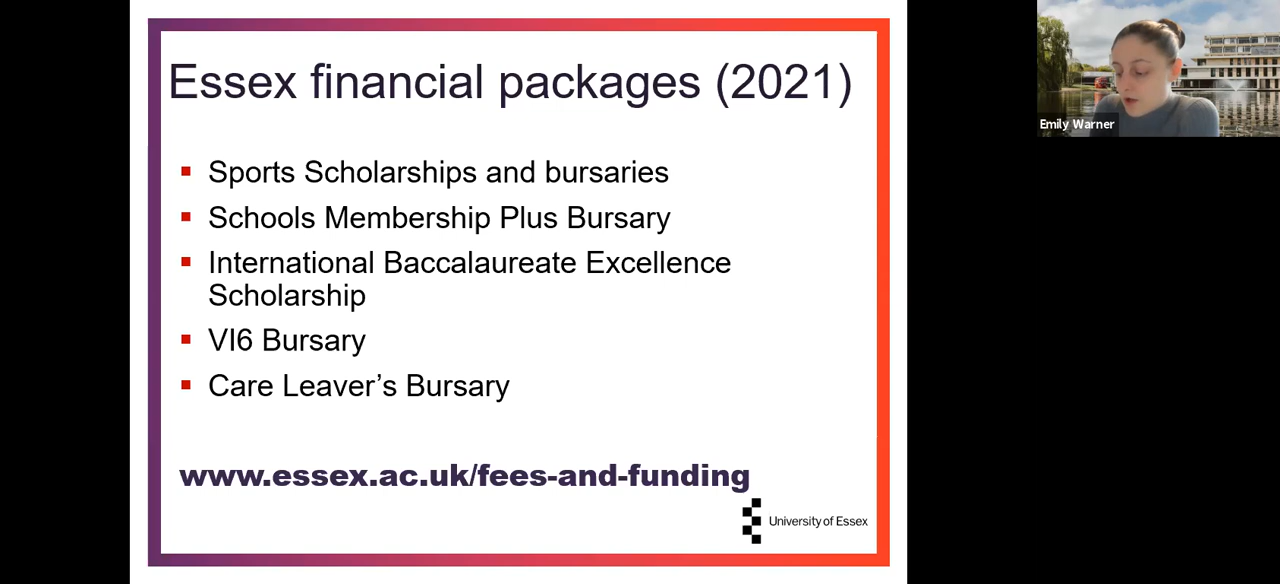 Essex financial packages (2021)
Sports Scholarships and bursaries
Schools Membership Plus Bursary
International Baccalaureate Excellence
Scholarship
VI6 Bursary
Care Leaver’s Bursary
www.essex.ac.uk/fees-and-funding
University of Essex
Emily Warner